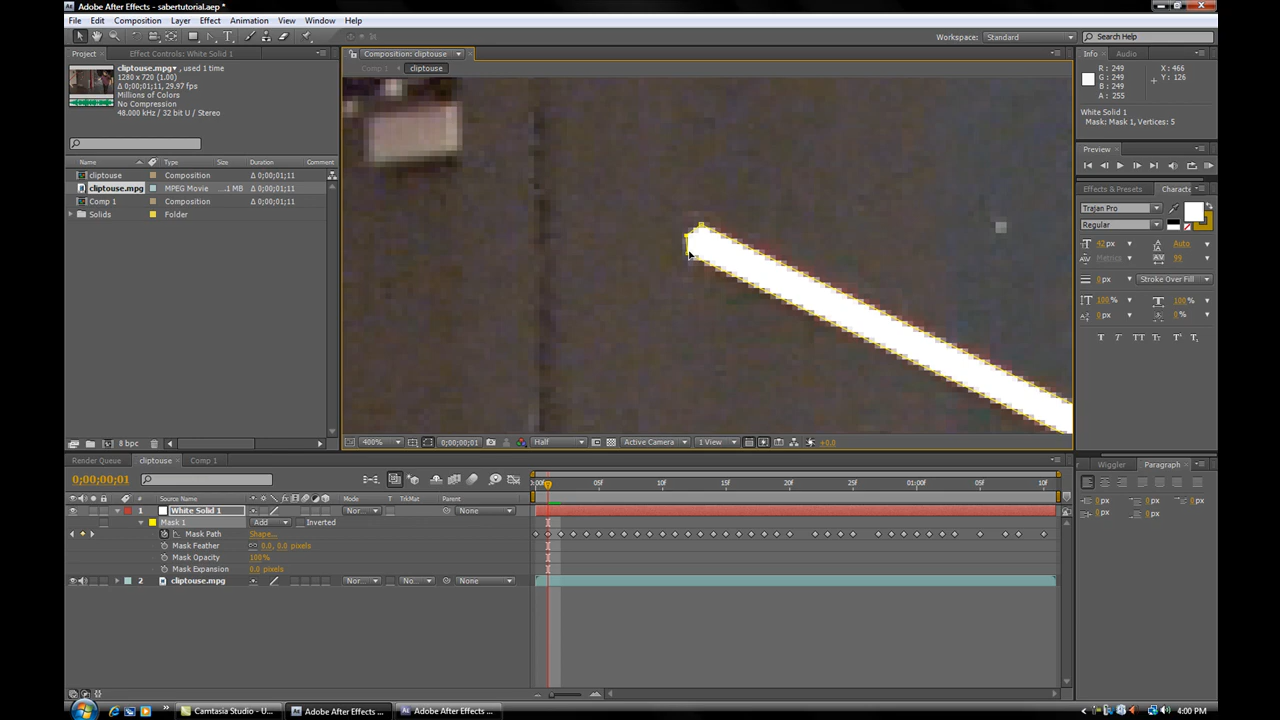 Adobe After Effects - sabertutorial.aep *
File Edit Composition Layer Effect Animation View Window Help
Workspace: Standard Search Help
Project Effect Controls: White Solid 1
Composition: cliptouse
Info Audio
Comp 1 cliptouse
cliptouse.mpg , used 1 time
1280 x 720 (1.00)
Δ 0;00;01;11, 29.97 fps
Millions of Colors
No Compression
48.000 kHz / 32 bit U / Stereo
R : 249
G : 249
B : 249
A : 255
X : 466
Y : 126
White Solid 1
Mask: Mask 1, Vertices: 5
Preview
Name Type Size Duration Comment
cliptouse Composition Δ 0;00;01;11
cliptouse.mpg MPEG Movie ...1 MB Δ 0;00;01;11
Comp 1 Composition Δ 0;00;01;11
Solids Folder
Effects & Presets Characte
Trajan Pro
Regular
42 px Auto
Metrics 99
0 px Stroke Over Fill
100 % 100 %
0 px 0 %
T T TT Tr T¹ T,
8 bpc
400% 0;00;00;01 Half Active Camera 1 View +0.0
Render Queue cliptouse Comp 1
Wiggler Paragraph
0;00;00;01
05f 10f 15f 20f 25f 01:00f 05f 10f
# Source Name Mode T TrkMat Parent
1 White Solid 1 Nor... None
Mask 1 Add Inverted
Mask Path Shape...
Mask Feather 0.0, 0.0 pixels
Mask Opacity 100%
Mask Expansion 0.0 pixels
2 cliptouse.mpg Nor... No... None
0 px 0 px 0 px
0 px 0 px
Camtasia Studio - U... Adobe After Effects ... Adobe After Effects ... 4:00 PM